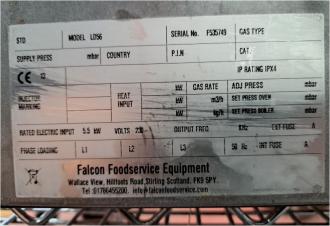 STD MODEL LD56 SERIAL No. F535749 GAS TYPE
SUPPLY PRESS mbar COUNTRY P.I.N CAT.
CE IP RATING IPX4
INJECTOR MARKING HEAT INPUT kW GAS RATE ADJ PRESS mbar
kW m3/h SET PRESS OVEN mbar
kW kg/h SET PRESS BOILER mbar
RATED ELECTRIC INPUT 5.5 kW VOLTS 230 OUTPUT FREQ KHz EXT FUSE A
PHASE LOADING L1 L2 L3 50 Hz INT FUSE A
Falcon Foodservice Equipment
Wallace View, Hillfoots Road, Stirling Scotland, FK9 5PY.
Tel :01786455200, info@falconfoodservice.com